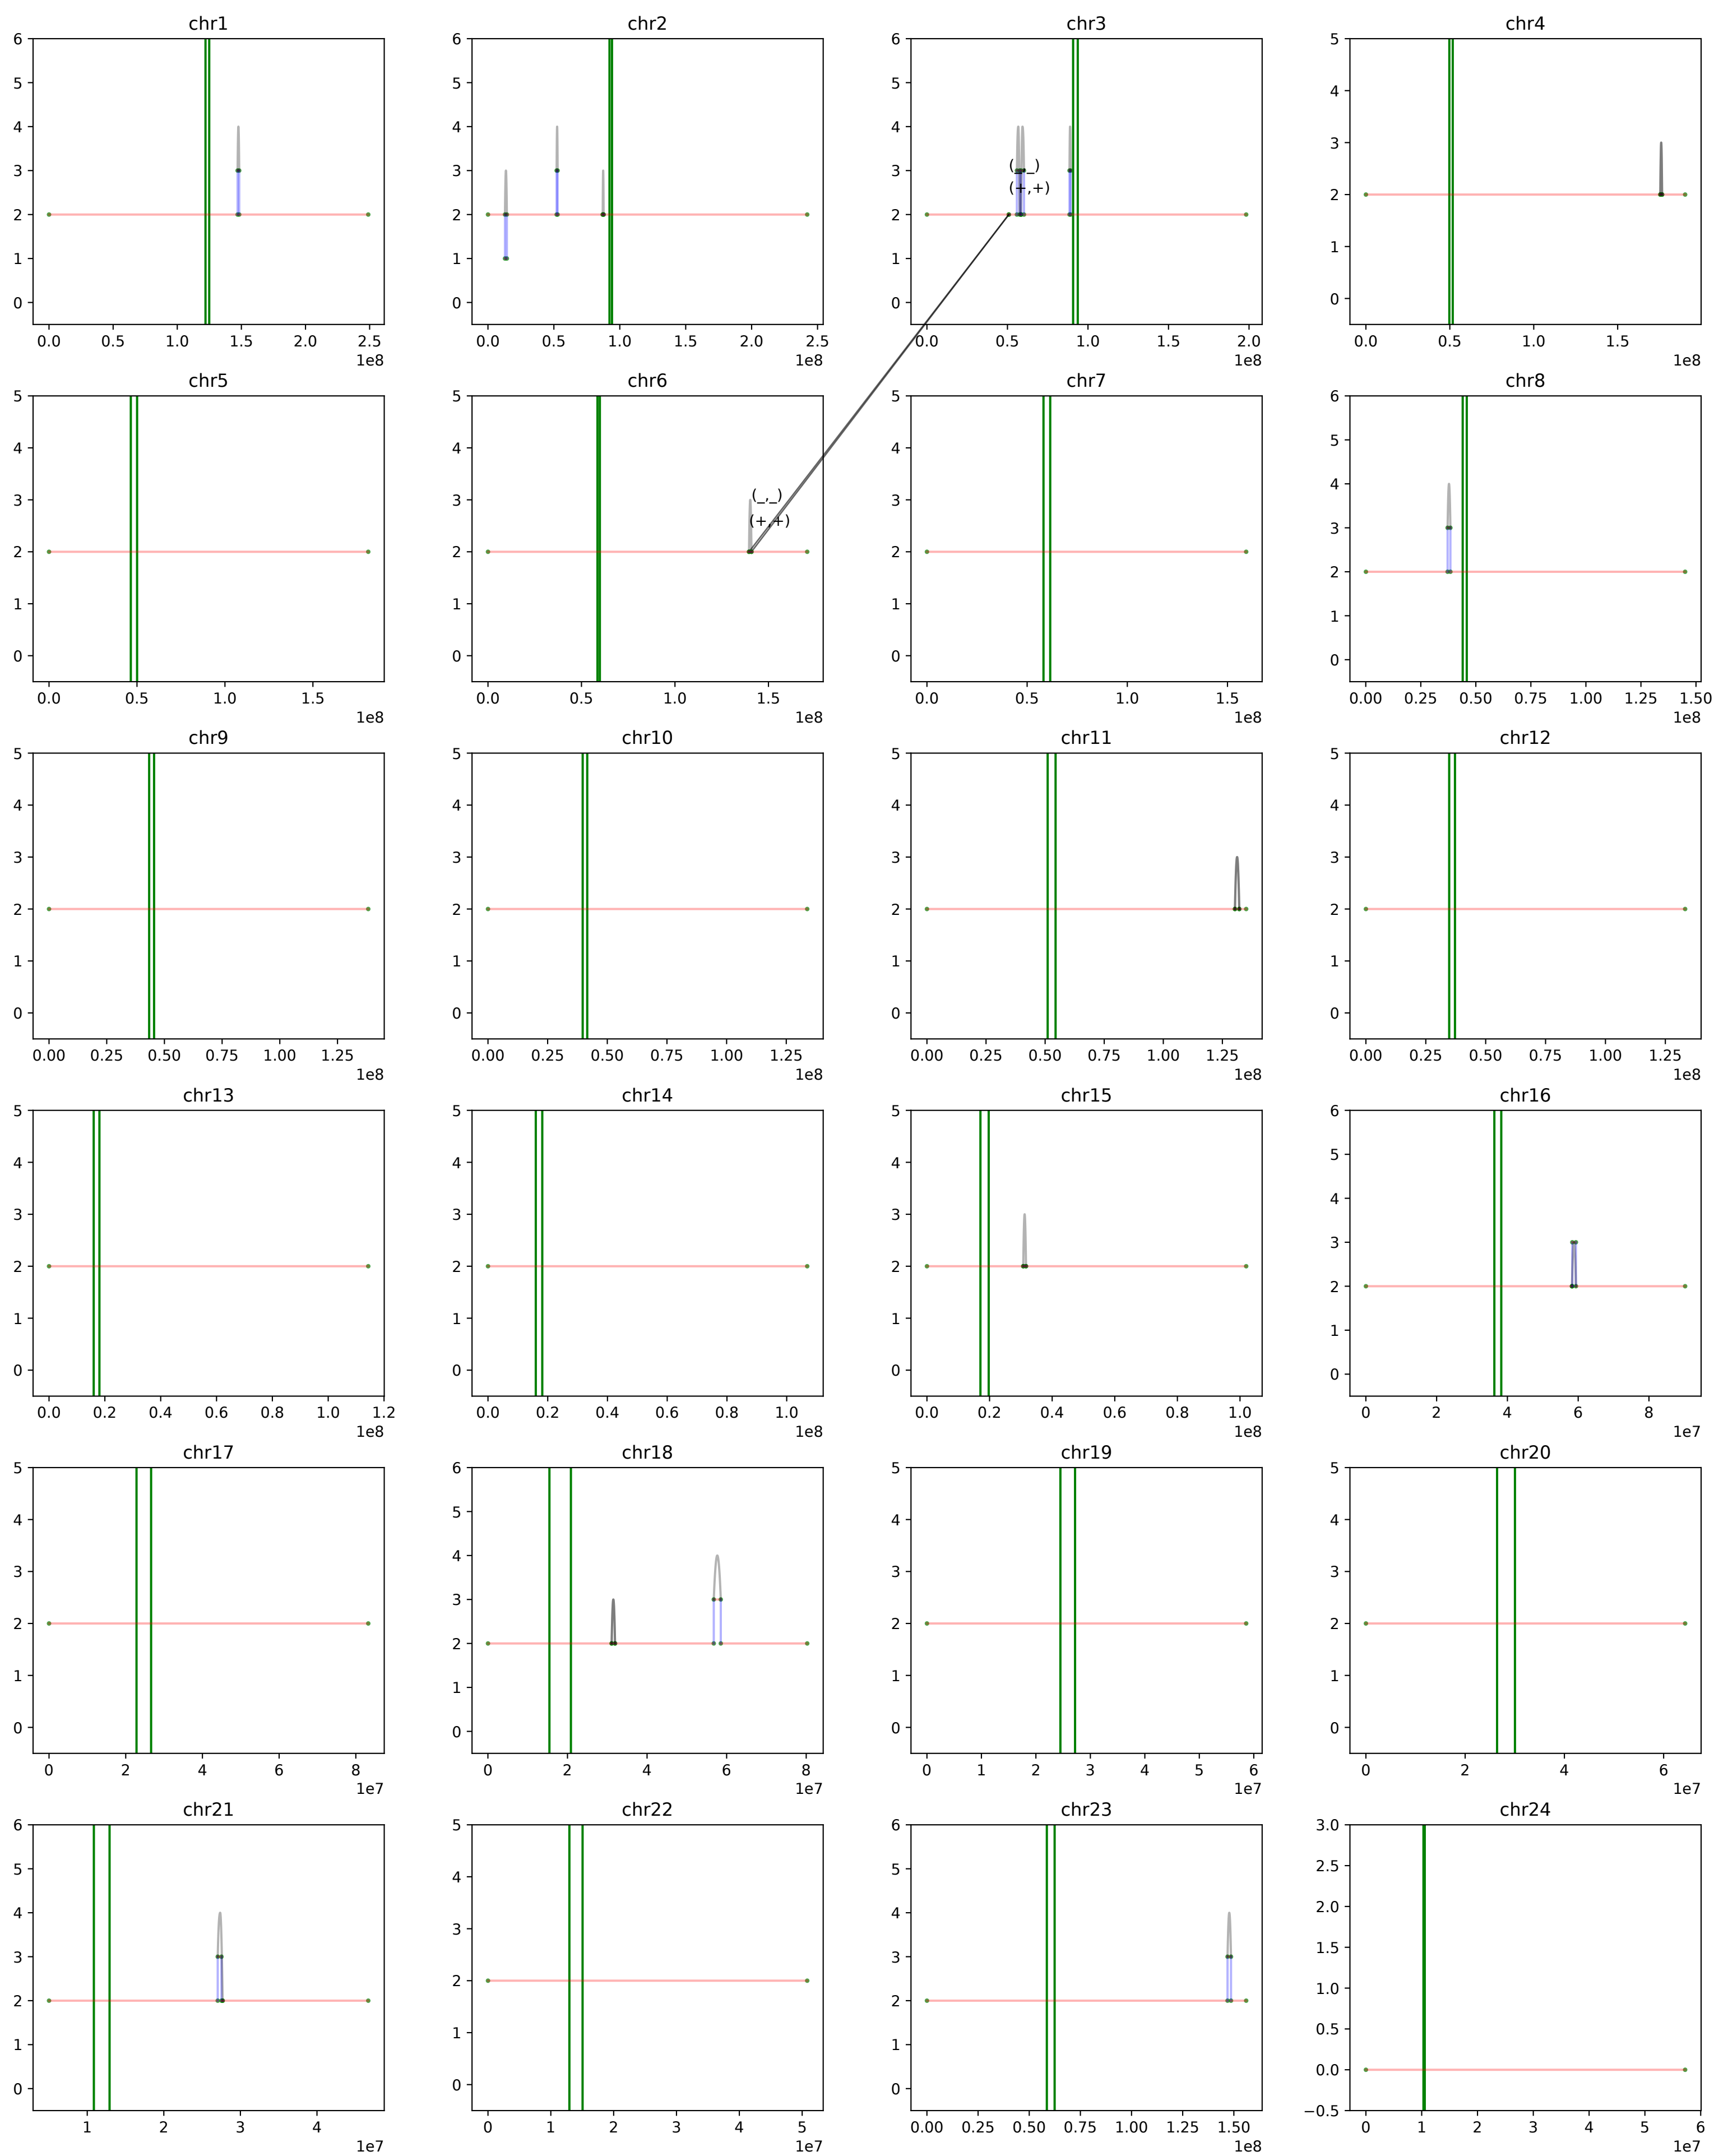 chr1 chr2 chr3 chr4
6 6 6 5
5 5 5 4
4 4 4 3
3 3 3 2
2 2 2 1
1 1 1 0
0 0 0
(_,_)
(+,+)
0.0 0.5 1.0 1.5 2.0 2.5 0.0 0.5 1.0 1.5 2.0 2.5 0.0 0.5 1.0 1.5 2.0 0.0 0.5 1.0 1.5
1e8 1e8 1e8 1e8
chr5 chr6 chr7 chr8
5 5 5 6
4 4 4 5
3 3 3 4
2 2 2 3
1 1 1 2
0 0 0 1
0
(_,_)
(+,+)
0.0 0.5 1.0 1.5 0.0 0.5 1.0 1.5 0.0 0.5 1.0 1.5 0.00 0.25 0.50 0.75 1.00 1.25 1.50
1e8 1e8 1e8 1e8
chr9 chr10 chr11 chr12
5 5 5 5
4 4 4 4
3 3 3 3
2 2 2 2
1 1 1 1
0 0 0 0
0.00 0.25 0.50 0.75 1.00 1.25 0.00 0.25 0.50 0.75 1.00 1.25 0.00 0.25 0.50 0.75 1.00 1.25 0.00 0.25 0.50 0.75 1.00 1.25
1e8 1e8 1e8 1e8
chr13 chr14 chr15 chr16
5 5 5 6
4 4 4 5
3 3 3 4
2 2 2 3
1 1 1 2
0 0 0 1
0
0.0 0.2 0.4 0.6 0.8 1.0 1.2 0.0 0.2 0.4 0.6 0.8 1.0 0.0 0.2 0.4 0.6 0.8 1.0 0 2 4 6 8
1e8 1e8 1e8 1e7
chr17 chr18 chr19 chr20
5 6 5 5
4 5 4 4
3 4 3 3
2 3 2 2
1 2 1 1
0 1 0 0
0
0 2 4 6 8 0 2 4 6 8 0 1 2 3 4 5 6 0 2 4 6
1e7 1e7 1e7 1e7
chr21 chr22 chr23 chr24
6 5 6 3.0
5 4 5 2.5
4 3 4 2.0
3 2 3 1.5
2 1 2 1.0
1 0 1 0.5
0 0 0.0
−0.5
1 2 3 4 0 1 2 3 4 5 0.00 0.25 0.50 0.75 1.00 1.25 1.50 0 1 2 3 4 5 6
1e7 1e7 1e8 1e7